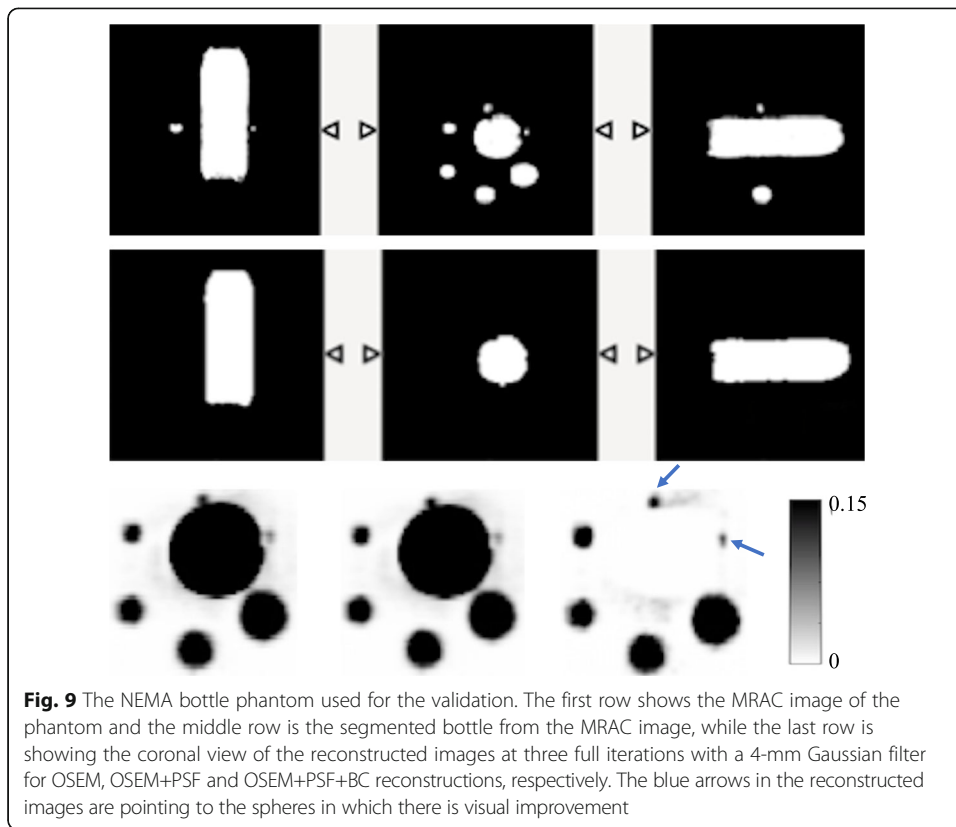 0.15
0
Fig. 9 The NEMA bottle phantom used for the validation. The first row shows the MRAC image of the
phantom and the middle row is the segmented bottle from the MRAC image, while the last row is
showing the coronal view of the reconstructed images at three full iterations with a 4-mm Gaussian filter
for OSEM, OSEM+PSF and OSEM+PSF+BC reconstructions, respectively. The blue arrows in the reconstructed
images are pointing to the spheres in which there is visual improvement